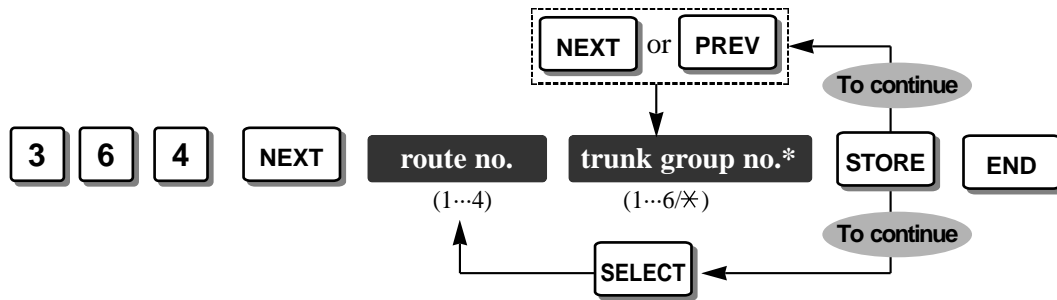 NEXT or PREV
To continue
3 6 4 NEXT route no. trunk group no.* STORE END
(1···4) (1···6/✳)
To continue
SELECT